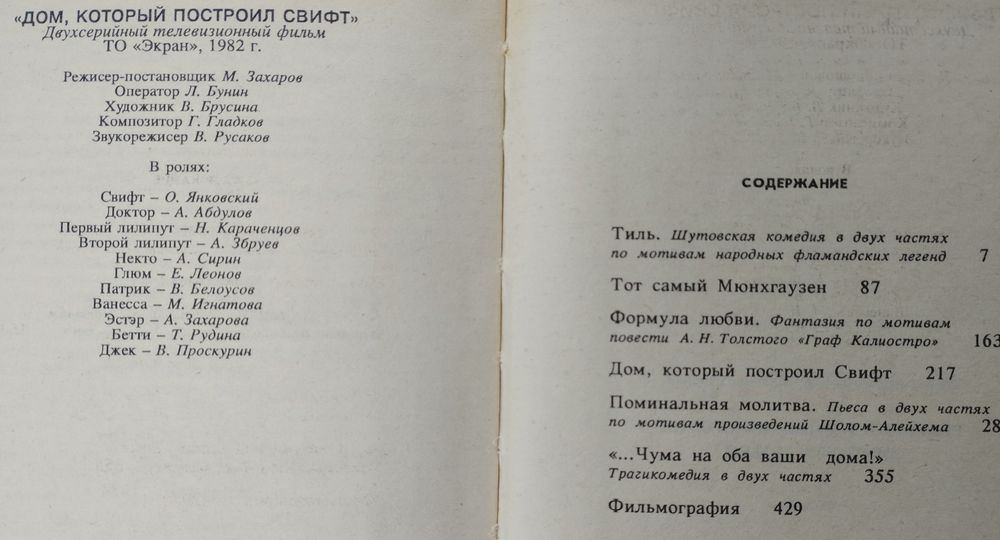 «ДОМ, КОТОРЫЙ ПОСТРОИЛ СВИФТ»
Двухсерийный телевизионный фильм
ТО «Экран», 1982 г.
Режисер-постановщик М. Захаров
Оператор Л. Бунин
Художник В. Брусина
Композитор Г. Гладков
Звукорежисер В. Русаков
В ролях:
Свифт – О. Янковский
Доктор – А. Абдулов
Первый лилипут – Н. Караченцов
Второй лилипут – А. Збруев
Некто – А. Сирин
Глюм – Е. Леонов
Патрик – В. Белоусов
Ванесса – М. Игнатова
Эстэр – А. Захарова
Бетти – Т. Рудина
Джек – В. Проскурин
СОДЕРЖАНИЕ
Тиль. Шутовская комедия в двух частях
по мотивам народных фламандских легенд 7
Тот самый Мюнхгаузен 87
Формула любви. Фантазия по мотивам
повести А. Н. Толстого «Граф Калиостро» 163
Дом, который построил Свифт 217
Поминальная молитва. Пьеса в двух частях
по мотивам произведений Шолом-Алейхема 28
«...Чума на оба ваши дома!»
Трагикомедия в двух частях 355
Фильмография 429